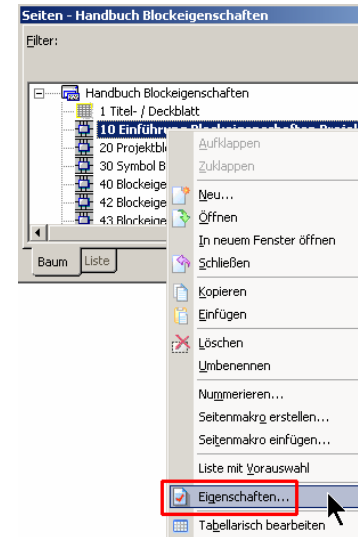 Seiten - Handbuch Blockeigenschaften
Filter:
Handbuch Blockeigenschaften
1 Titel- / Deckblatt
10 Einführung Blockeigenschaften Projek
20 Projektbl
30 Symbol B
40 Blockeige
42 Blockeige
43 Blockeige
Baum Liste
Aufklappen
Zuklappen
Neu...
Öffnen
In neuem Fenster öffnen
Schließen
Kopieren
Einfügen
Löschen
Umbenennen
Nummerieren...
Seitenmakro erstellen...
Seitenmakro einfügen...
Liste mit Vorauswahl
Eigenschaften...
Tabellarisch bearbeiten